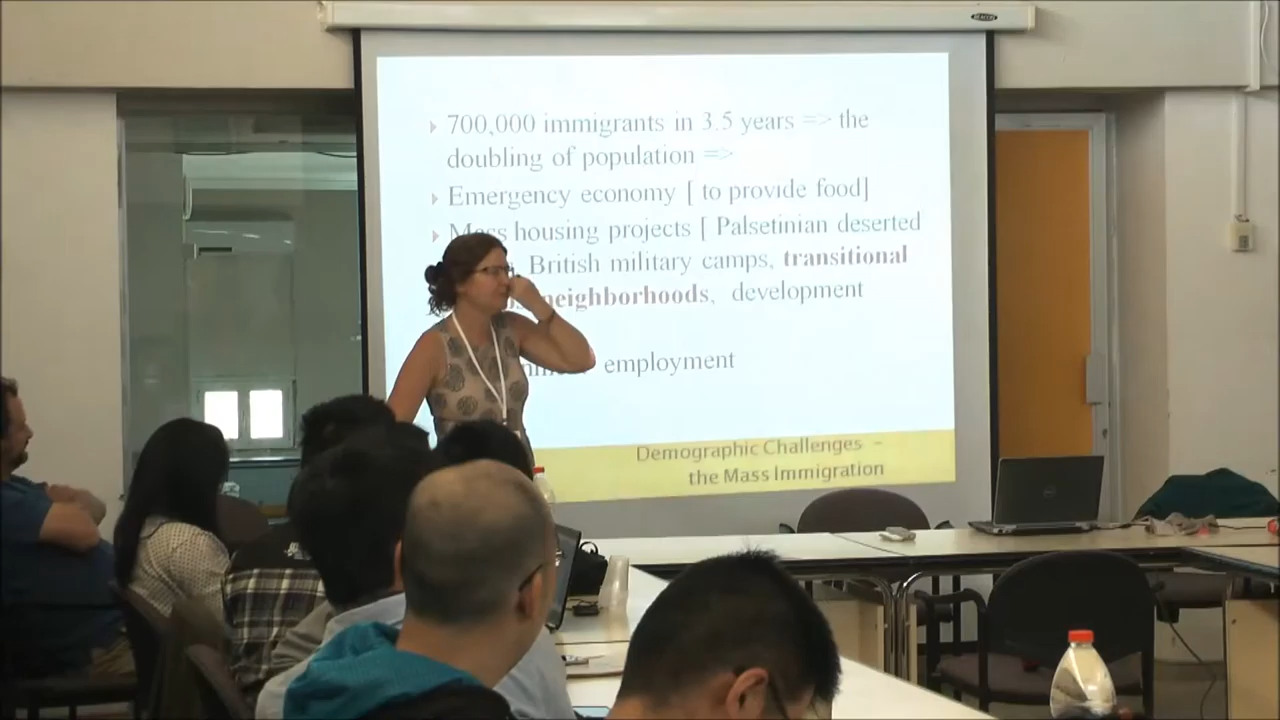 700,000 immigrants in 3.5 years => the
doubling of population =>
Emergency economy [ to provide food]
Mass housing projects [ Palsetinian deserted
British military camps, transitional
neighborhoods, development
employment
Demographic Challenges –
the Mass Immigration